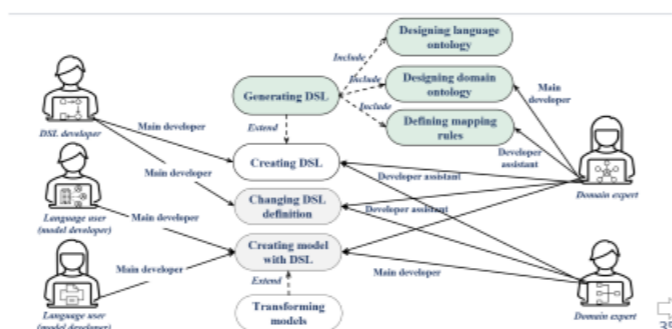 Designing language
ontology
Include
Include
Designing domain
ontology
Generating DSL
Main
developer
Include
Defining mapping
rules
DSL developer
Main developer
Extend
Developer
assistant
Creating DSL
Main developer
Developer assistant
Domain expert
Changing DSL
definition
Developer assistant
Language user
(model developer)
Main developer
Creating model
with DSL
Main developer
Main developer
Extend
Transforming
models
Language user
(model developer)
Domain expert